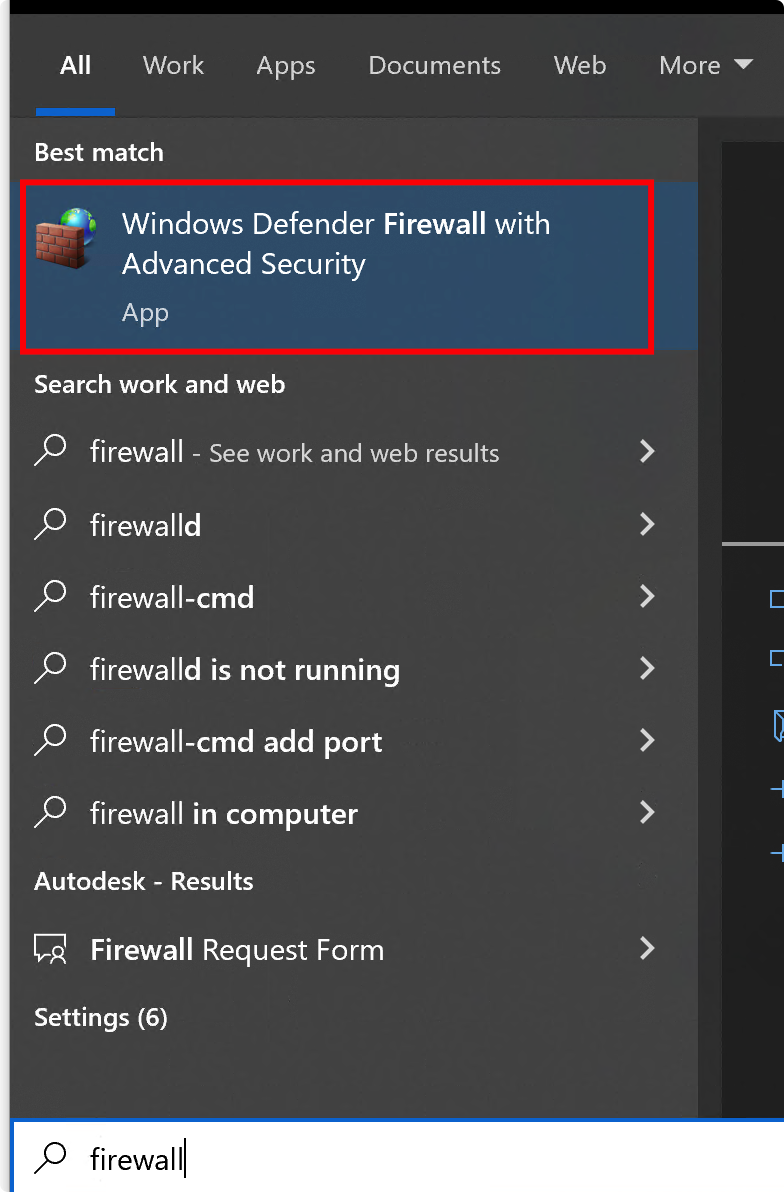 All Work Apps Documents Web More
Best match
Windows Defender Firewall with
Advanced Security
App
Search work and web
firewall - See work and web results
firewalld
firewall-cmd
firewalld is not running
firewall-cmd add port
firewall in computer
Autodesk - Results
Firewall Request Form
Settings (6)
firewall